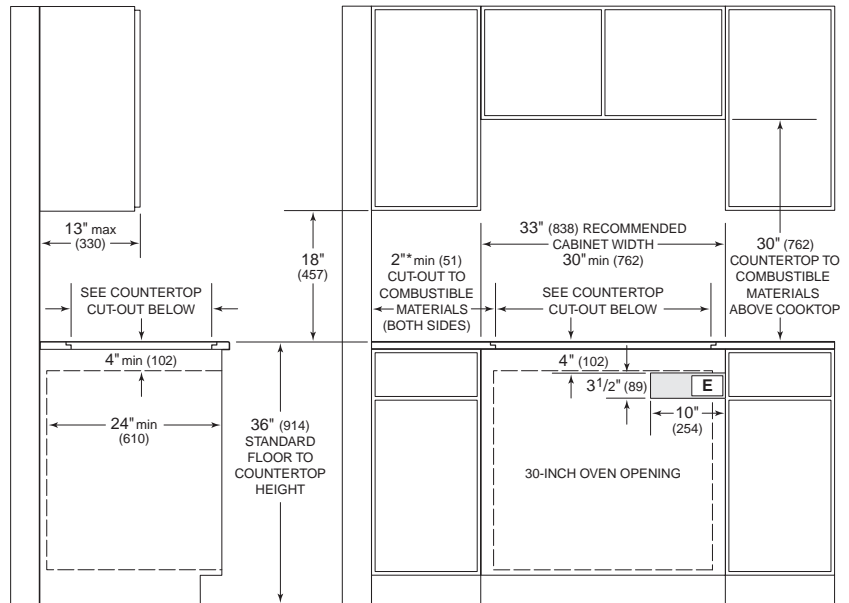 13" max
(330)
18"
(457)
2"* min (51)
CUT-OUT TO
COMBUSTIBLE
MATERIALS
(BOTH SIDES)
33" (838) RECOMMENDED
CABINET WIDTH
30" min (762)
30" (762)
COUNTERTOP TO
COMBUSTIBLE
MATERIALS
ABOVE COOKTOP
SEE COUNTERTOP
CUT-OUT BELOW
SEE COUNTERTOP
CUT-OUT BELOW
4" min (102)
24" min
(610)
36" (914)
STANDARD
FLOOR TO
COUNTERTOP
HEIGHT
4" (102)
3 1/2" (89)
E
10"
(254)
30-INCH OVEN OPENING